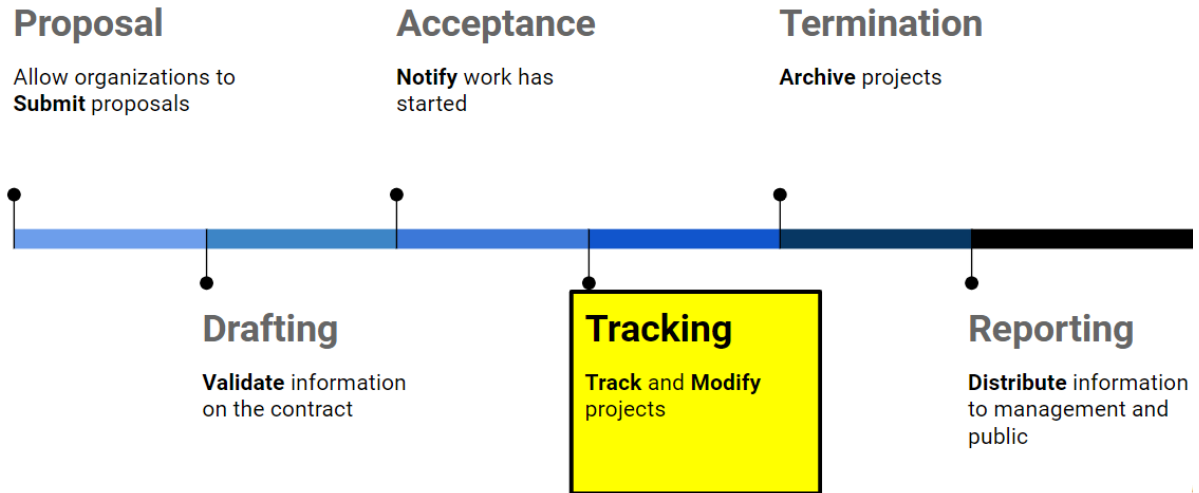 Proposal
Allow organizations to
Submit proposals
Drafting
Validate information
on the contract
Acceptance
Notify work has
started
Tracking
Track and Modify
projects
Termination
Archive projects
Reporting
Distribute information
to management and
public